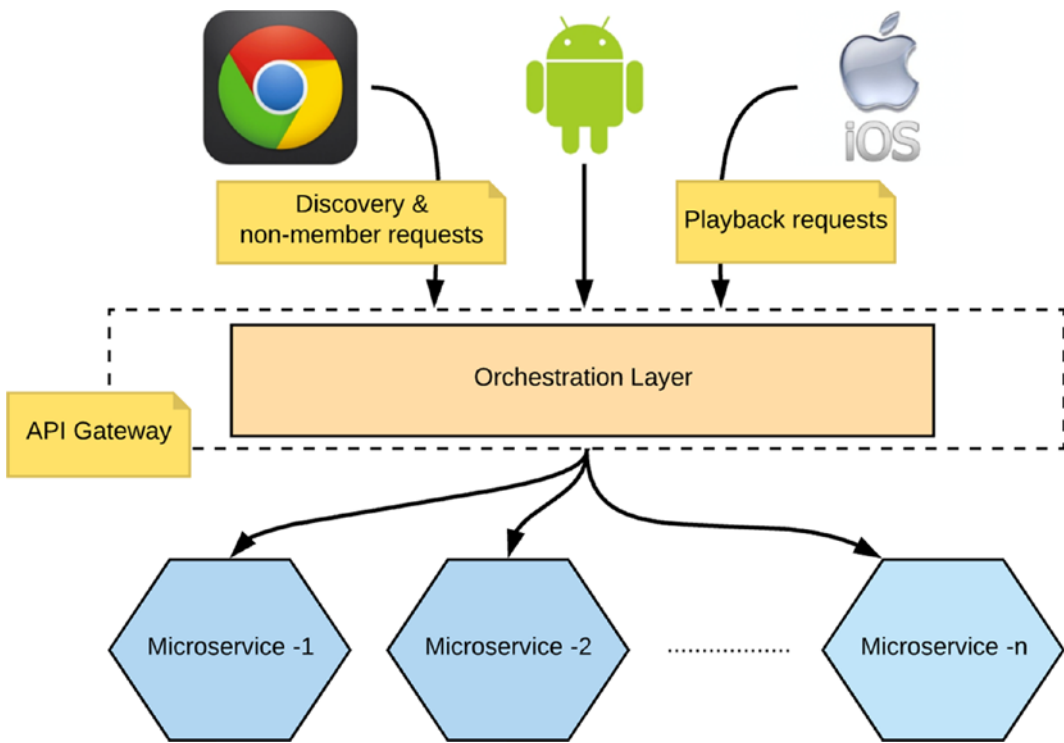 iOS
Discovery &
non-member requests
Playback requests
Orchestration Layer
API Gateway
Microservice -1
Microservice -2
Microservice -n